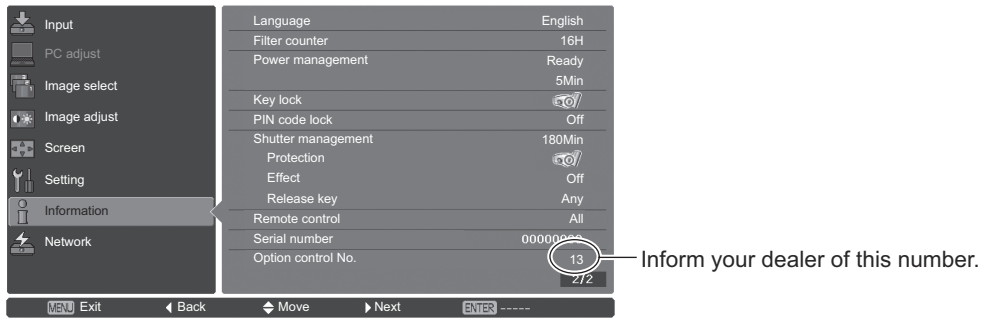 Input
PC adjust
Image select
Image adjust
Screen
Setting
Information
Network
Language English
Filter counter 16H
Power management Ready
5Min
Key lock
PIN code lock Off
Shutter management 180Min
Protection
Effect Off
Release key Any
Remote control All
Serial number 00000000
Option control No. 13
2/2
Inform your dealer of this number.
MENU Exit Back Move Next ENTER -----